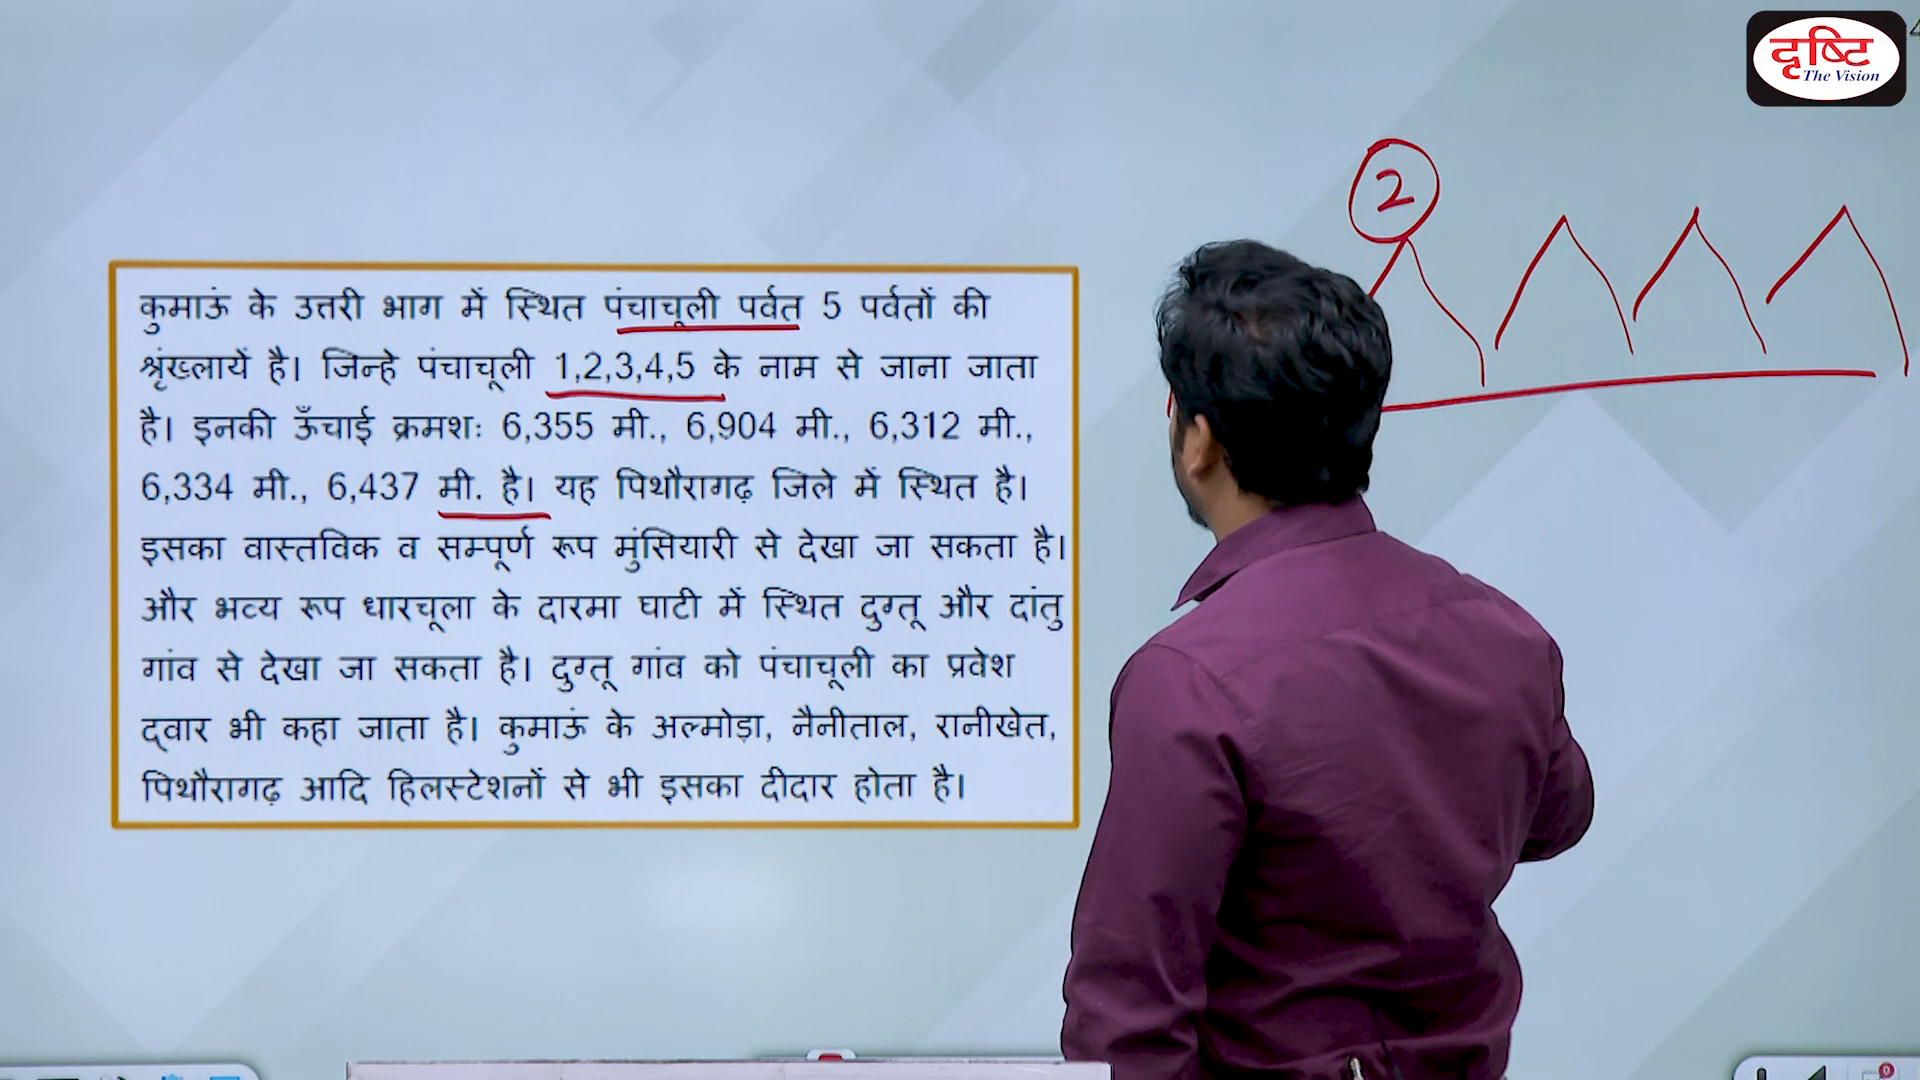 दृष्टि
The Vision
2
कुमाऊं के उत्तरी भाग में स्थित पंचाचूली पर्वत 5 पर्वतों की
श्रृंख्लायें है। जिन्हे पंचाचूली 1,2,3,4,5 के नाम से जाना जाता
है। इनकी ऊँचाई क्रमशः 6,355 मी., 6,904 मी., 6,312 मी.,
6,334 मी., 6,437 मी. है। यह पिथौरागढ़ जिले में स्थित है।
इसका वास्तविक व सम्पूर्ण रूप मुंसियारी से देखा जा सकता है।
और भव्य रूप धारचूला के दारमा घाटी में स्थित दुग्तू और दांतु
गांव से देखा जा सकता है। दुग्तू गांव को पंचाचूली का प्रवेश
द्वार भी कहा जाता है। कुमाऊं के अल्मोड़ा, नैनीताल, रानीखेत,
पिथौरागढ़ आदि हिलस्टेशनों से भी इसका दीदार होता है।